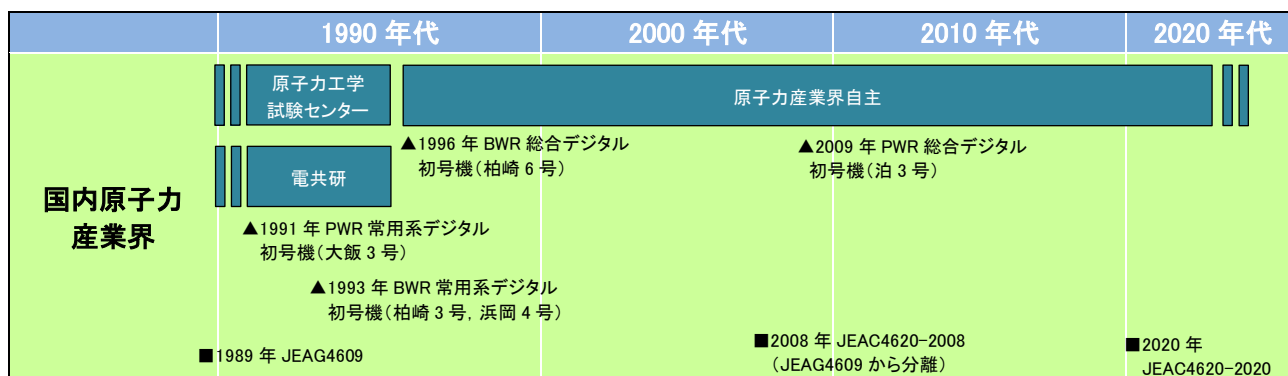 1990 年代
2000 年代
2010 年代
2020 年代
国内原子力
産業界
原子力工学
試験センター
原子力産業界自主
電共研
▲1996 年 BWR 総合デジタル
初号機(柏崎 6 号)
▲2009 年 PWR 総合デジタル
初号機(泊 3 号)
▲1991 年 PWR 常用系デジタル
初号機(大飯 3 号)
▲1993 年 BWR 常用系デジタル
初号機(柏崎 3 号, 浜岡 4 号)
■1989 年 JEAG4609
■2008 年 JEAC4620-2008
(JEAG4609 から分離)
■2020 年
JEAC4620-2020